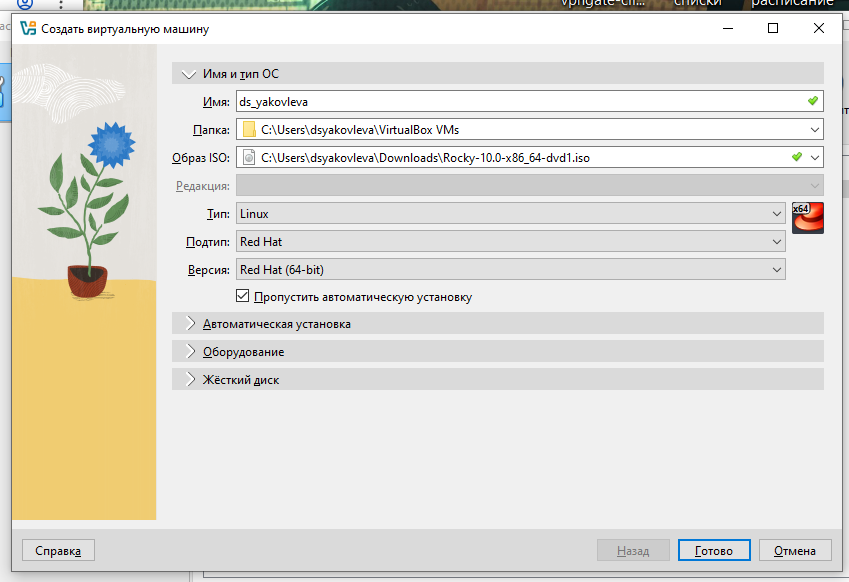 vpngate-cli...
списки
расписание
Создать виртуальную машину
Имя и тип ОС
Имя: ds_yakovleva
Папка: C:\Users\dsyakovleva\VirtualBox VMs
Образ ISO: C:\Users\dsyakovleva\Downloads\Rocky-10.0-x86_64-dvd1.iso
Редакция:
Тип: Linux
x64
Подтип: Red Hat
Версия: Red Hat (64-bit)
Пропустить автоматическую установку
Автоматическая установка
Оборудование
Жёсткий диск
Справка
Назад
Готово
Отмена